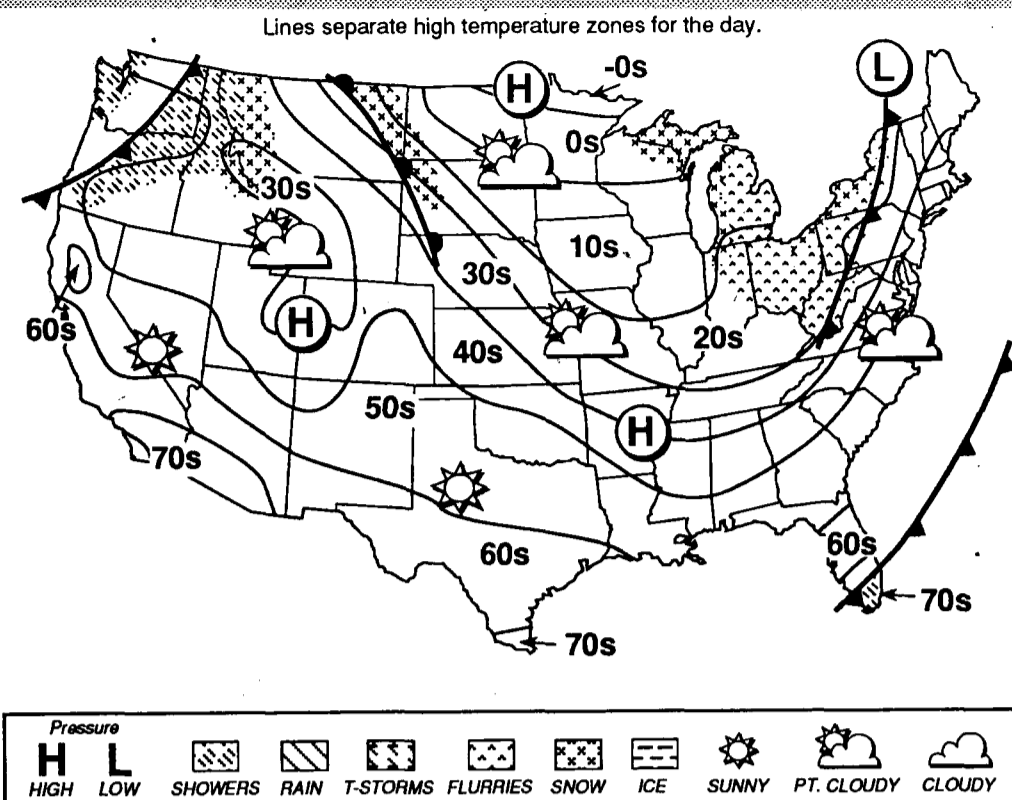 Lines separate high temperature zones for the day.
H
-0s
L
0s
30s
10s
30s
60s
H
20s
40s
50s
H
70s
60s
60s
70s
70s
Pressure
H L
HIGH LOW SHOWERS RAIN T-STORMS FLURRIES SNOW ICE SUNNY PT. CLOUDY CLOUDY